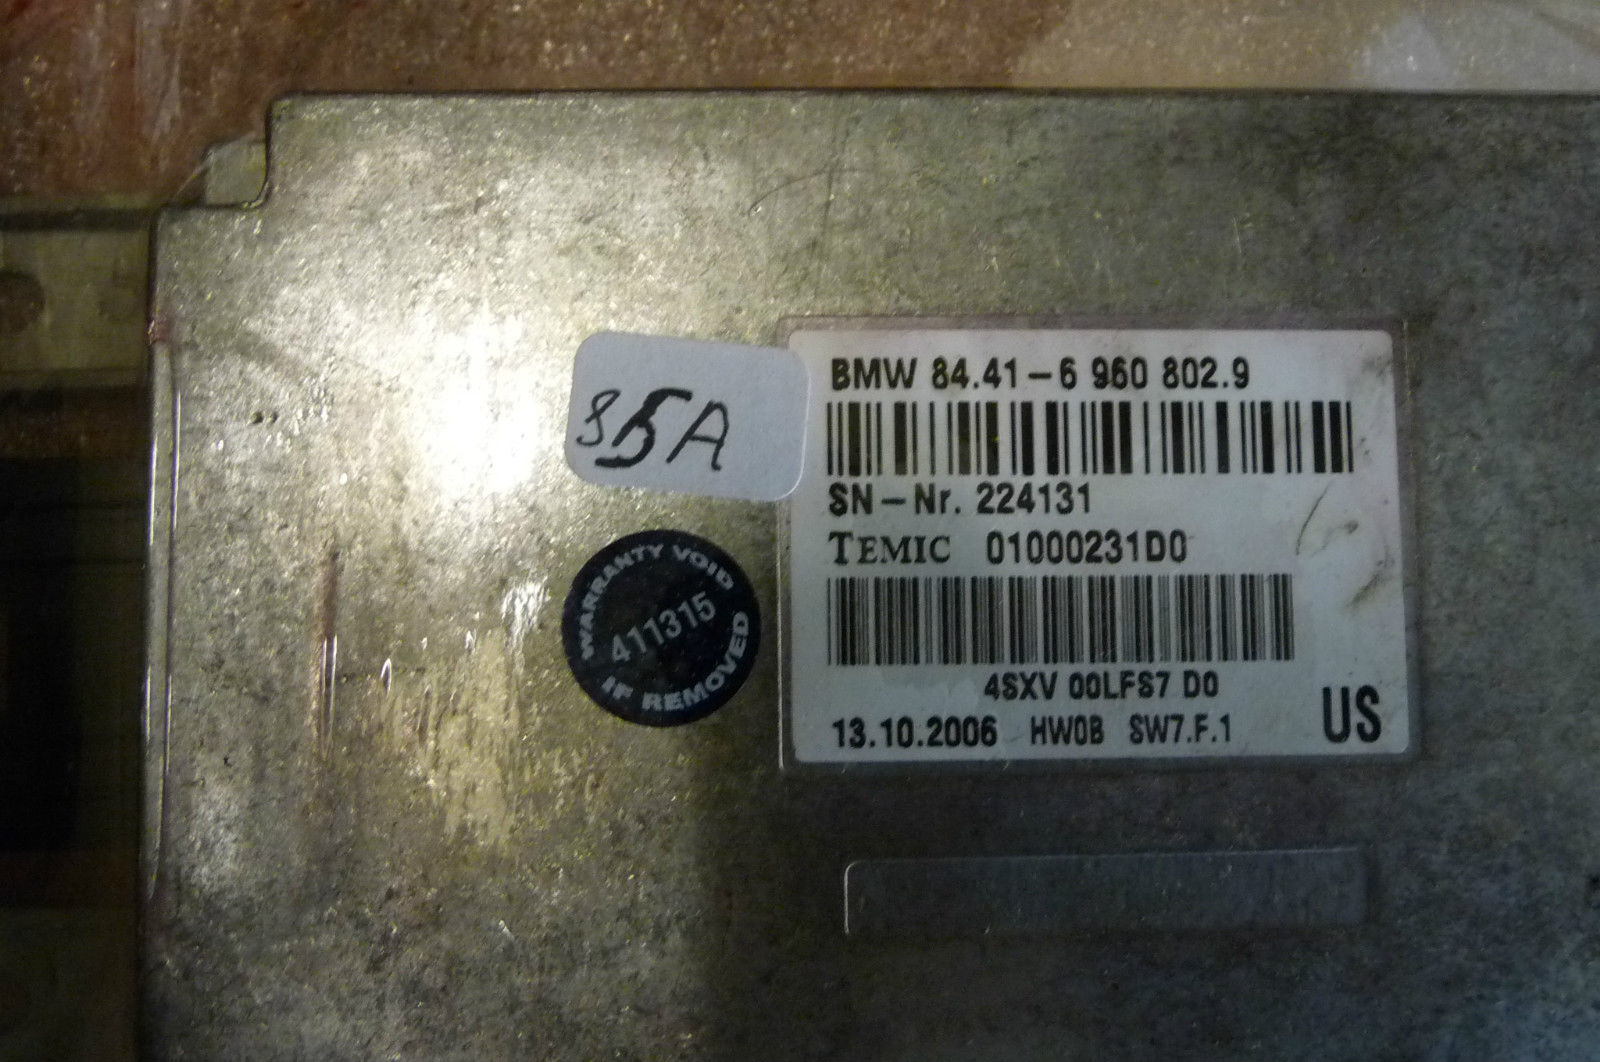 BMW 84.41-6 960 802.9
SN-Nr. 224131
TEMIC 01000231D0
4SXV 00LFS7 D0
13.10.2006 HW0B SW7.F.1 US
85A
WARRANTY VOID
411315
IF REMOVED